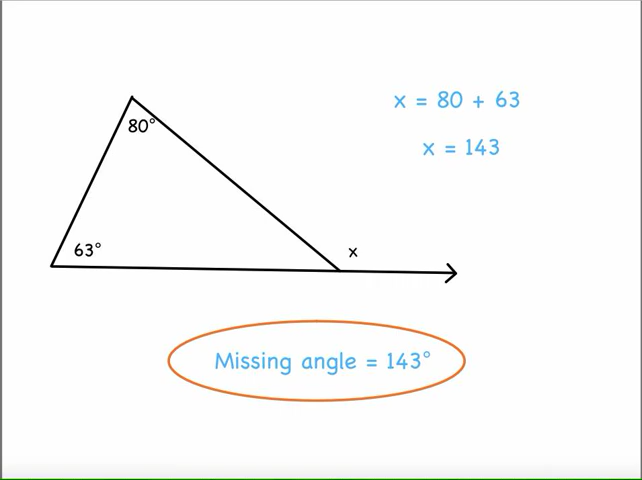 x = 80 + 63
80°
x = 143
63°
x
Missing angle = 143°